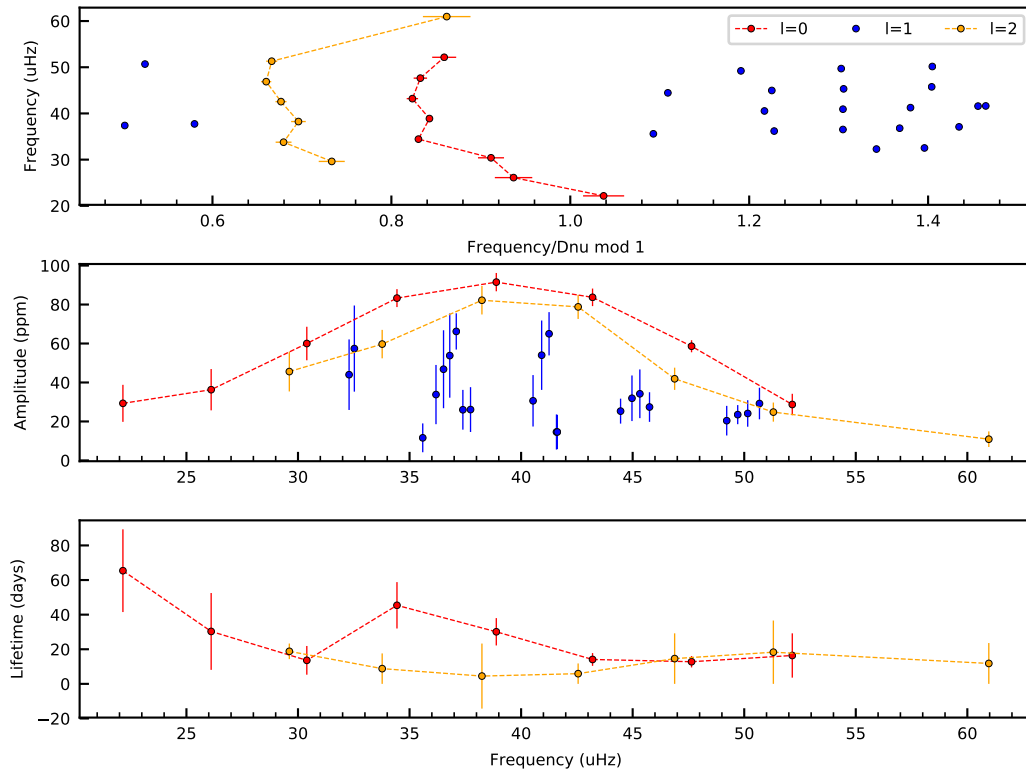 60
50
40
30
20
Frequency (uHz)
l=0 l=1 l=2
0.6 0.8 1.0 1.2 1.4
Frequency/Dnu mod 1
100
80
60
40
20
0
Amplitude (ppm)
25 30 35 40 45 50 55 60
80
60
40
20
0
−20
Lifetime (days)
25 30 35 40 45 50 55 60
Frequency (uHz)